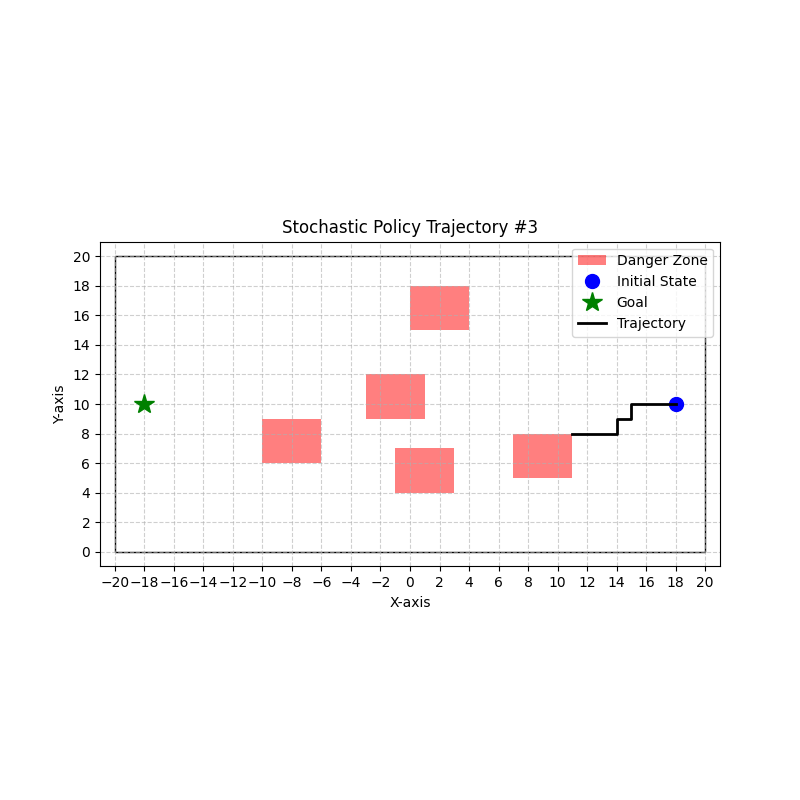 Stochastic Policy Trajectory #3
Danger Zone
Initial State
Goal
Trajectory
Y-axis
20
18
16
14
12
10
8
6
4
2
0
−20 −18 −16 −14 −12 −10 −8 −6 −4 −2 0 2 4 6 8 10 12 14 16 18 20
X-axis